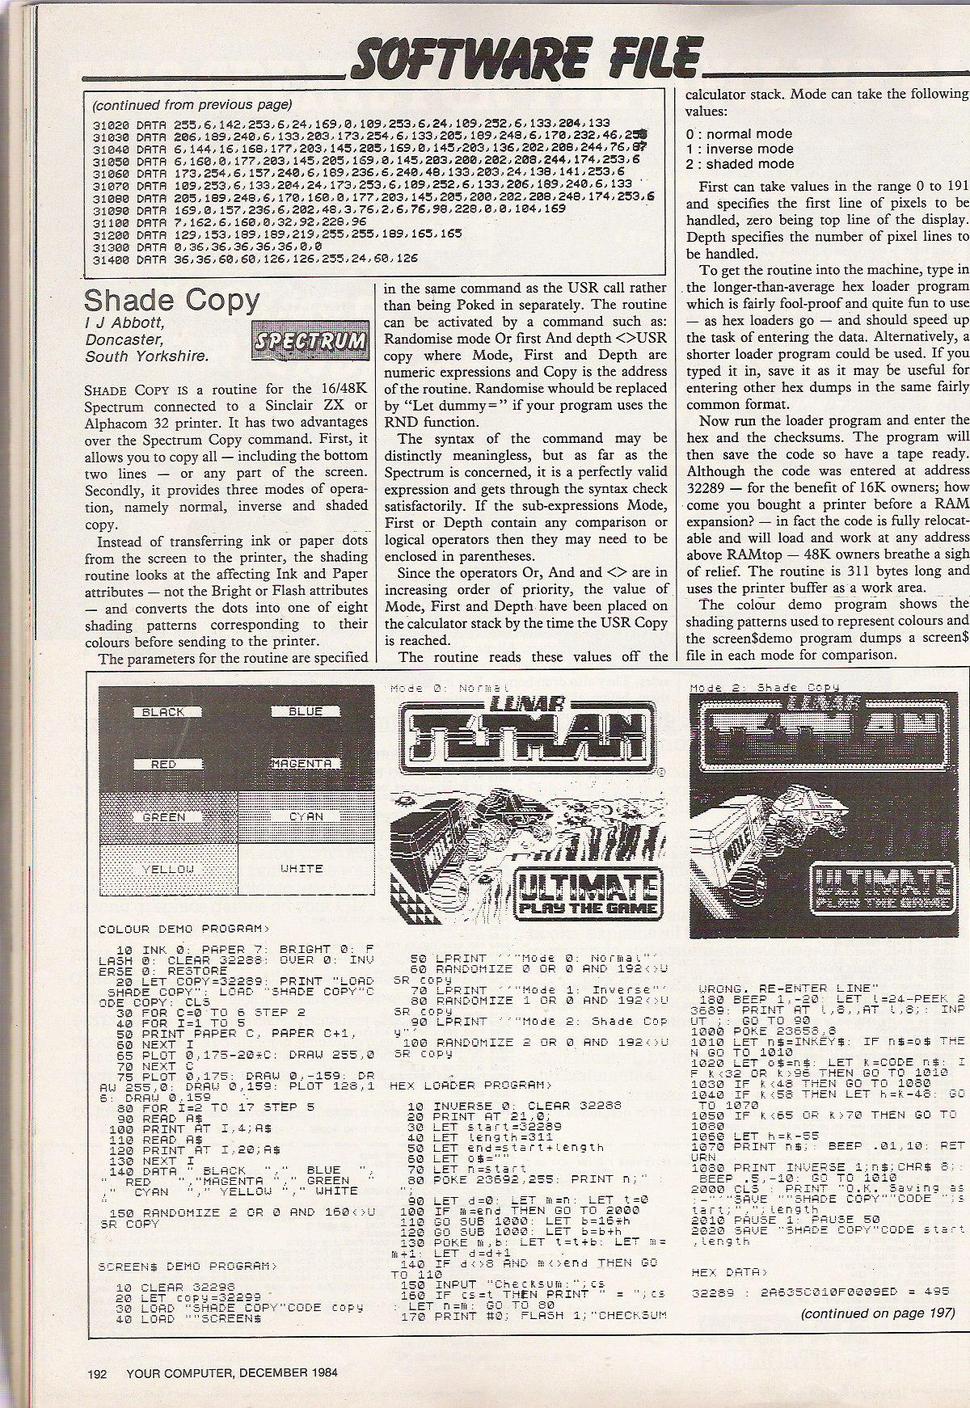 SOFTWARE FILE
(continued from previous page)
31020 DATA 255,6,142,253,6,24,169,0,109,253,6,24,109,252,6,133,204,133
31030 DATA 206,189,240,6,133,203,173,254,6,133,205,189,248,6,170,232,46,253
31040 DATA 6,144,16,168,177,203,145,205,169,0,145,203,136,202,208,244,76,87
31050 DATA 6,160,0,177,203,145,205,169,0,145,203,200,202,208,244,174,253,6
31060 DATA 173,254,6,157,240,6,189,236,6,240,48,133,203,24,138,141,253,6
31070 DATA 109,253,6,133,204,24,173,253,6,109,252,6,133,206,189,240,6,133
31080 DATA 205,189,248,6,170,160,0,177,203,145,205,200,202,208,248,174,253,6
31090 DATA 169,0,157,236,6,202,48,3,76,2,6,76,98,228,0,0,104,169
31100 DATA 7,162,6,160,0,32,92,228,96
31200 DATA 129,153,189,189,219,255,255,189,165,165
31300 DATA 0,36,36,36,36,36,0,0
31400 DATA 36,36,60,60,126,126,255,24,60,126
Shade Copy
I J Abbott,
Doncaster,
South Yorkshire.
SPECTRUM
SHADE COPY IS a routine for the 16/48K
Spectrum connected to a Sinclair ZX or
Alphacom 32 printer. It has two advantages
over the Spectrum Copy command. First, it
allows you to copy all — including the bottom
two lines — or any part of the screen.
Secondly, it provides three modes of opera-
tion, namely normal, inverse and shaded
copy.
Instead of transferring ink or paper dots
from the screen to the printer, the shading
routine looks at the affecting Ink and Paper
attributes — not the Bright or Flash attributes
— and converts the dots into one of eight
shading patterns corresponding to their
colours before sending to the printer.
The parameters for the routine are specified
in the same command as the USR call rather
than being Poked in separately. The routine
can be activated by a command such as:
Randomise mode Or first And depth <>USR
copy where Mode, First and Depth are
numeric expressions and Copy is the address
of the routine. Randomise whould be replaced
by "Let dummy=" if your program uses the
RND function.
The syntax of the command may be
distinctly meaningless, but as far as the
Spectrum is concerned, it is a perfectly valid
expression and gets through the syntax check
satisfactorily. If the sub-expressions Mode,
First or Depth contain any comparison or
logical operators then they may need to be
enclosed in parentheses.
Since the operators Or, And and <> are in
increasing order of priority, the value of
Mode, First and Depth have been placed on
the calculator stack by the time the USR Copy
is reached.
The routine reads these values off the
calculator stack. Mode can take the following
values:
0 : normal mode
1 : inverse mode
2 : shaded mode
First can take values in the range 0 to 191
and specifies the first line of pixels to be
handled, zero being top line of the display.
Depth specifies the number of pixel lines to
be handled.
To get the routine into the machine, type in
the longer-than-average hex loader program
which is fairly fool-proof and quite fun to use
— as hex loaders go — and should speed up
the task of entering the data. Alternatively, a
shorter loader program could be used. If you
typed it in, save it as it may be useful for
entering other hex dumps in the same fairly
common format.
Now run the loader program and enter the
hex and the checksums. The program will
then save the code so have a tape ready.
Although the code was entered at address
32289 — for the benefit of 16K owners; how
come you bought a printer before a RAM
expansion? — in fact the code is fully relocat-
able and will load and work at any address
above RAMtop — 48K owners breathe a sigh
of relief. The routine is 311 bytes long and
uses the printer buffer as a work area.
The colour demo program shows the
shading patterns used to represent colours and
the screen$demo program dumps a screen$
file in each mode for comparison.
BLACK BLUE
RED MAGENTA
GREEN CYAN
YELLOW WHITE
Mode 0: Normal
LUNAR
JETMAN
ULTIMATE
PLAY THE GAME
Mode 2: Shade Copy
LUNAR
JETMAN
ULTIMATE
PLAY THE GAME
COLOUR DEMO PROGRAM>
10 INK 0: PAPER 7: BRIGHT 0: F
LASH 0: CLEAR 32288: OVER 0: INV
ERSE 0: RESTORE
20 LET COPY=32289: PRINT "LOAD
SHADE COPY": LOAD "SHADE COPY"C
ODE COPY: CLS
30 FOR C=0 TO 6 STEP 2
40 FOR I=1 TO 5
50 PRINT PAPER C, PAPER C+1,
60 NEXT I
65 PLOT 0,175-20*C: DRAW 255,0
70 NEXT C
75 PLOT 0,175: DRAW 0,-159: DR
AW 255,0: DRAW 0,159: PLOT 128,1
6: DRAW 0,159
80 FOR I=2 TO 17 STEP 5
90 READ A$
100 PRINT AT I,4;A$
110 READ A$
120 PRINT AT I,20;A$
130 NEXT I
140 DATA " BLACK "," BLUE ",
" RED ","MAGENTA "," GREEN "
," CYAN "," YELLOW "," WHITE
"
150 RANDOMIZE 2 OR 0 AND 160<>U
SR COPY
SCREEN$ DEMO PROGRAM>
10 CLEAR 32298
20 LET copy=32299
30 LOAD "SHADE COPY"CODE copy
40 LOAD ""SCREEN$
50 LPRINT '''"Mode 0: Normal"''
60 RANDOMIZE 0 OR 0 AND 192<>U
SR copy
70 LPRINT '''"Mode 1: Inverse"''
80 RANDOMIZE 1 OR 0 AND 192<>U
SR copy
90 LPRINT '''"Mode 2: Shade Cop
y"''
100 RANDOMIZE 2 OR 0 AND 192<>U
SR copy
HEX LOADER PROGRAM>
10 INVERSE 0: CLEAR 32288
20 PRINT AT 21,0;
30 LET start=32289
40 LET length=311
50 LET end=start+length
60 LET o$=""
70 LET n=start
80 POKE 23692,255: PRINT n;"
";
90 LET d=0: LET m=n: LET t=0
100 IF m=end THEN GO TO 2000
110 GO SUB 1000: LET b=16*h
120 GO SUB 1000: LET b=b+h
130 POKE m,b: LET t=t+b: LET m=
m+1: LET d=d+1
140 IF d<>8 AND m<>end THEN GO
TO 110
150 INPUT "Checksum:";cs
160 IF cs=t THEN PRINT " = ";cs
: LET n=m: GO TO 80
170 PRINT #0; FLASH 1;"CHECKSUM
WRONG. RE-ENTER LINE"
180 BEEP 1,-20: LET l=24-PEEK 2
3689: PRINT AT l,8,,AT l,8;: INP
UT ;: GO TO 90
1000 POKE 23658,8
1010 LET n$=INKEY$: IF n$=o$ THE
N GO TO 1010
1020 LET o$=n$: LET k=CODE n$: I
F k<32 OR k>96 THEN GO TO 1010
1030 IF k<48 THEN GO TO 1080
1040 IF k<58 THEN LET h=k-48: GO
TO 1070
1050 IF k<65 OR k>70 THEN GO TO
1080
1060 LET h=k-55
1070 PRINT n$;: BEEP .01,10: RET
URN
1080 PRINT INVERSE 1;n$;CHR$ 8;:
BEEP .5,-10: GO TO 1010
2000 CLS : PRINT "O.K. Saving as
:-"''"SAVE ""SHADE COPY""CODE ";s
tart;",";length
2010 PAUSE 1: PAUSE 50
2020 SAVE "SHADE COPY"CODE start
,length
HEX DATA>
32289 : 2A635C010F0009ED = 495
(continued on page 197)
192 YOUR COMPUTER, DECEMBER 1984